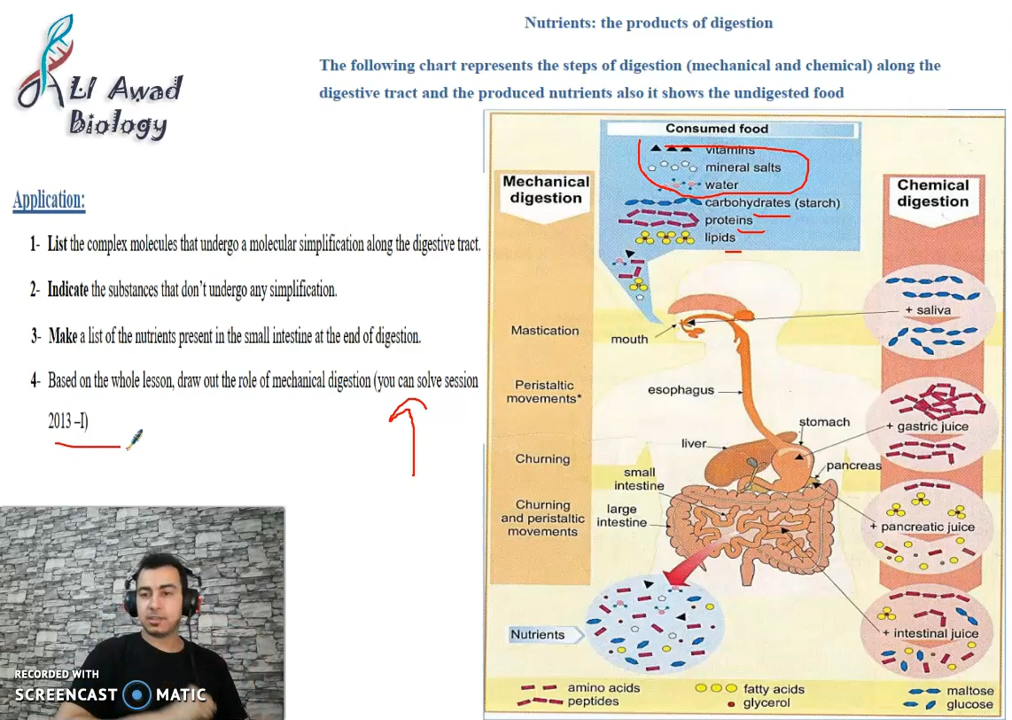 Nutrients: the products of digestion
The following chart represents the steps of digestion (mechanical and chemical) along the
digestive tract and the produced nutrients also it shows the undigested food
ALI Awad
Biology
Application:
1- List the complex molecules that undergo a molecular simplification along the digestive tract.
2- Indicate the substances that don't undergo any simplification.
3- Make a list of the nutrients present in the small intestine at the end of digestion.
4- Based on the whole lesson, draw out the role of mechanical digestion (you can solve session
2013 –I)
Consumed food
vitamins
mineral salts
water
carbohydrates (starch)
proteins
lipids
Mechanical
digestion
Mastication
Peristaltic
movements*
Churning
Churning
and peristaltic
movements
Chemical
digestion
+ saliva
+ gastric juice
+ pancreatic juice
+ intestinal juice
mouth
esophagus
stomach
liver
pancreas
small
intestine
large
intestine
Nutrients
amino acids
peptides
fatty acids
glycerol
maltose
glucose
RECORDED WITH
SCREENCAST MATIC